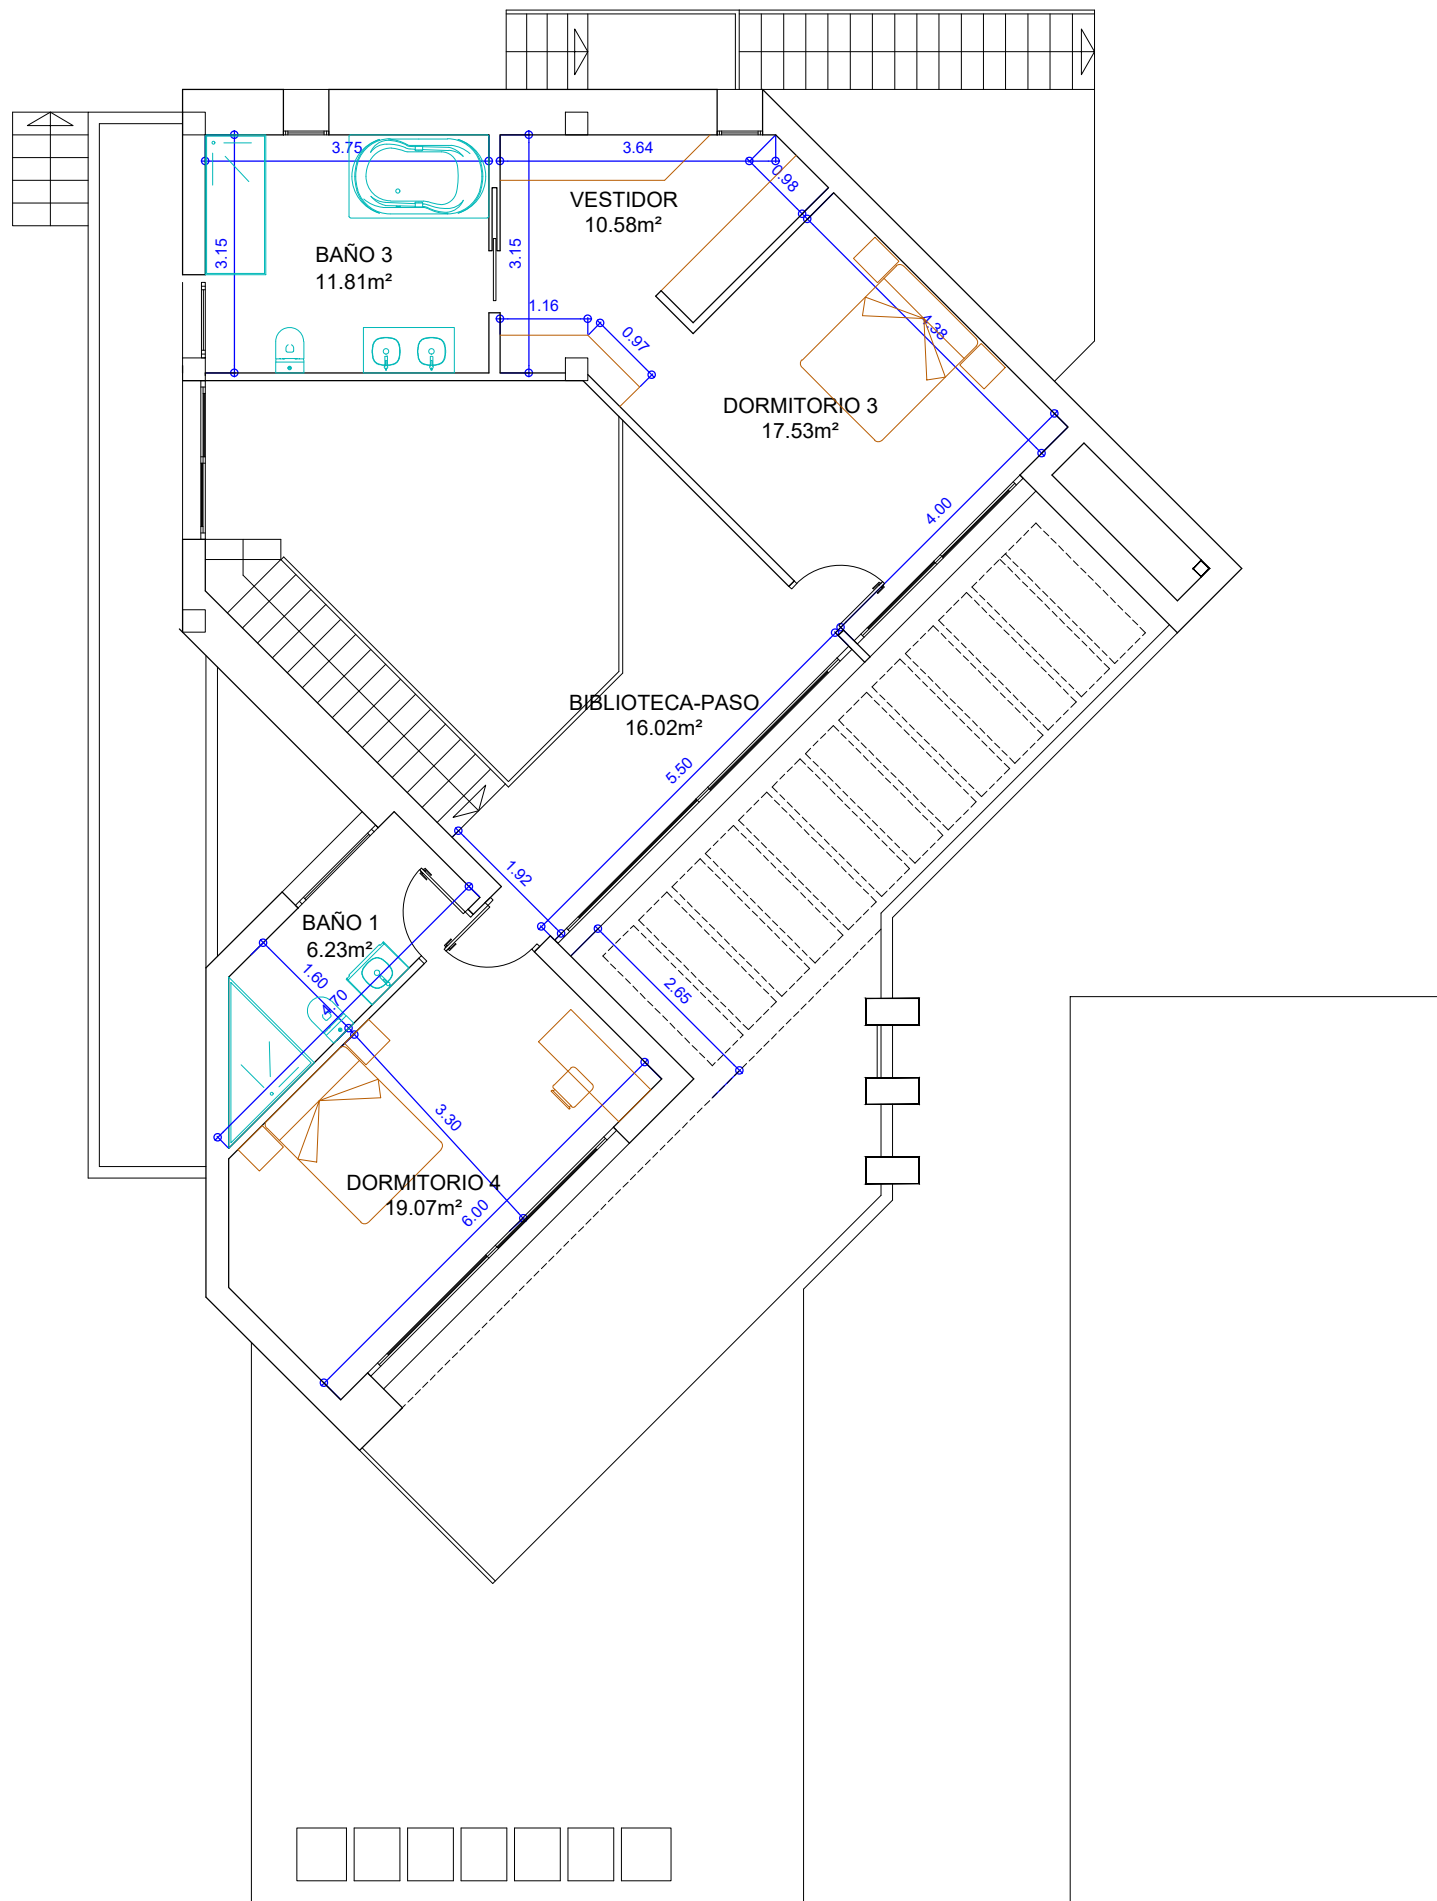 3.75
3.64
0.98
VESTIDOR
10.58m²
3.15
BAÑO 3
11.81m²
3.15
1.16
0.97
4.38
DORMITORIO 3
17.53m²
4.00
BIBLIOTECA-PASO
16.02m²
5.50
1.92
BAÑO 1
6.23m²
1.60
4.70
2.65
3.30
DORMITORIO 4
19.07m²
6.00